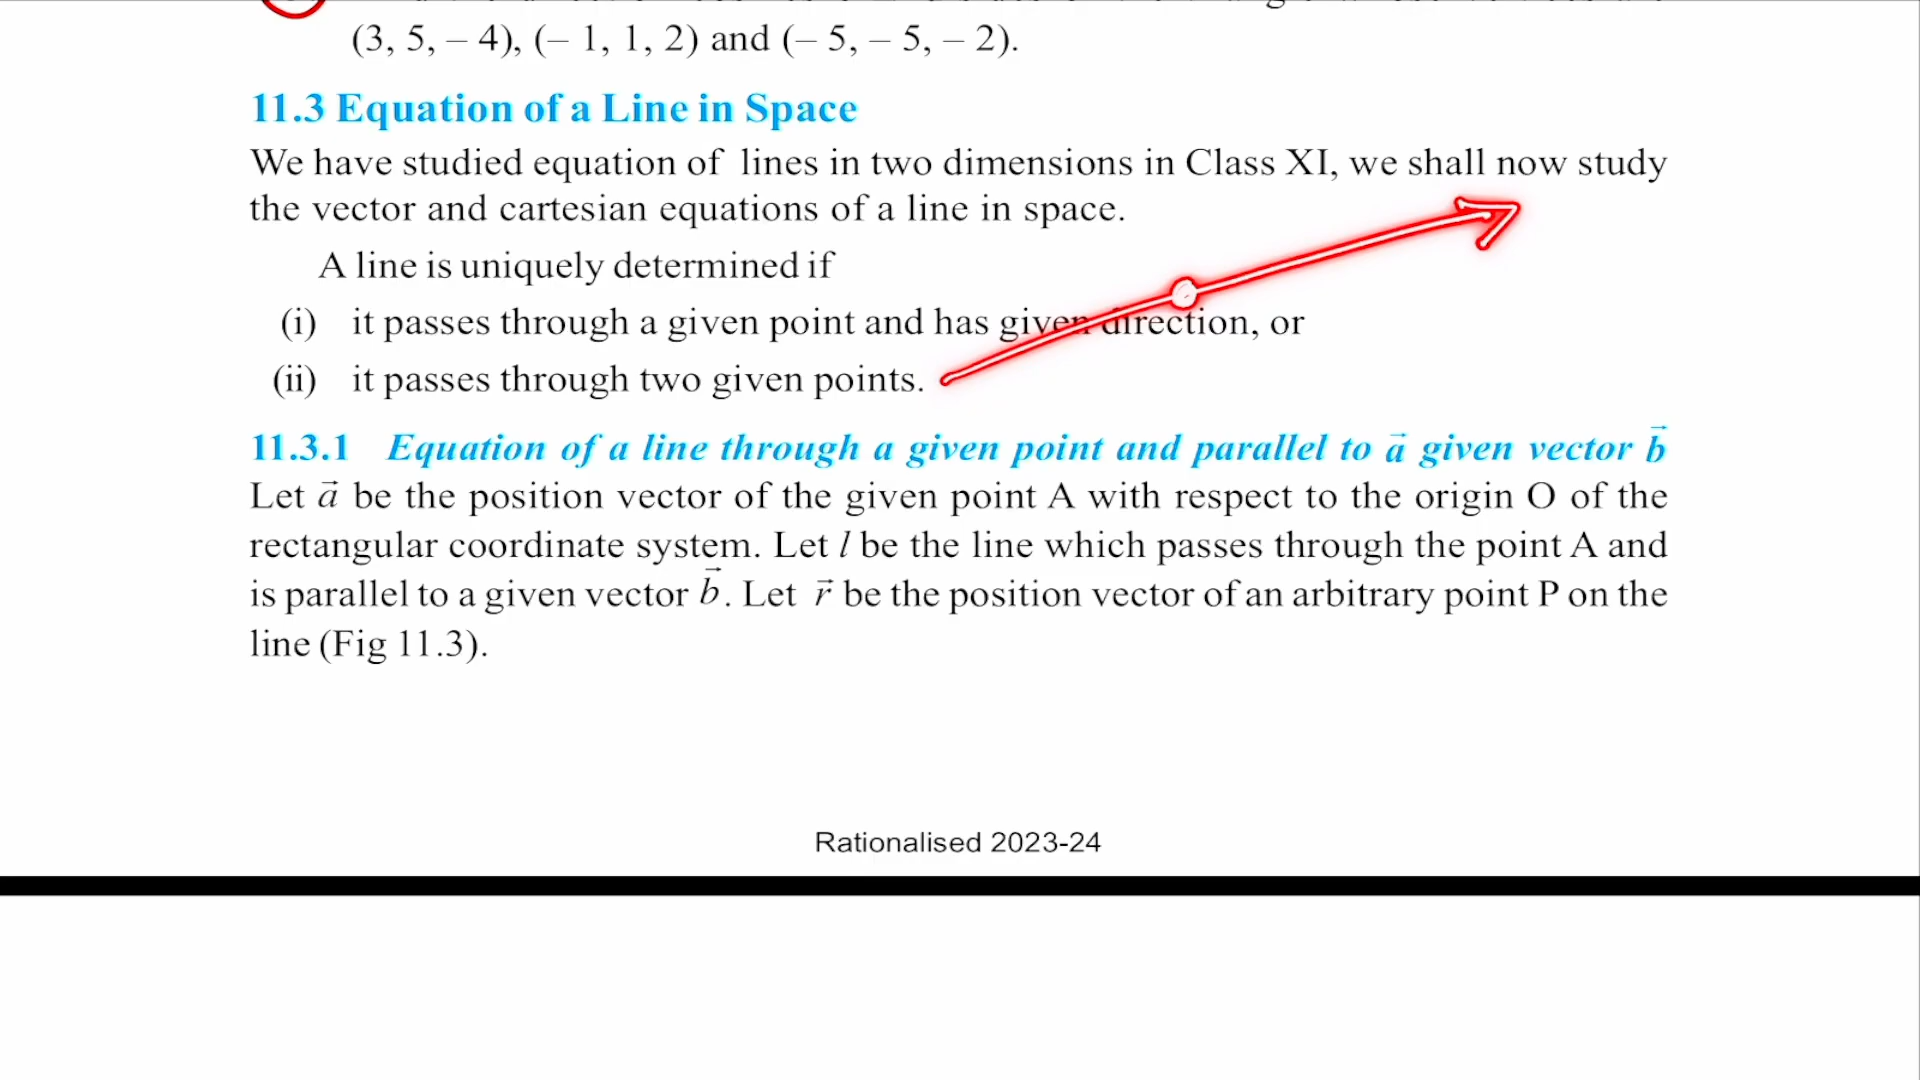 (3, 5, – 4), (– 1, 1, 2) and (– 5, – 5, – 2).
11.3 Equation of a Line in Space
We have studied equation of lines in two dimensions in Class XI, we shall now study
the vector and cartesian equations of a line in space.
A line is uniquely determined if
(i) it passes through a given point and has given direction, or
(ii) it passes through two given points.
11.3.1 Equation of a line through a given point and parallel to a⃗ given vector b⃗
Let a⃗ be the position vector of the given point A with respect to the origin O of the
rectangular coordinate system. Let l be the line which passes through the point A and
is parallel to a given vector b⃗. Let r⃗ be the position vector of an arbitrary point P on the
line (Fig 11.3).
Rationalised 2023-24